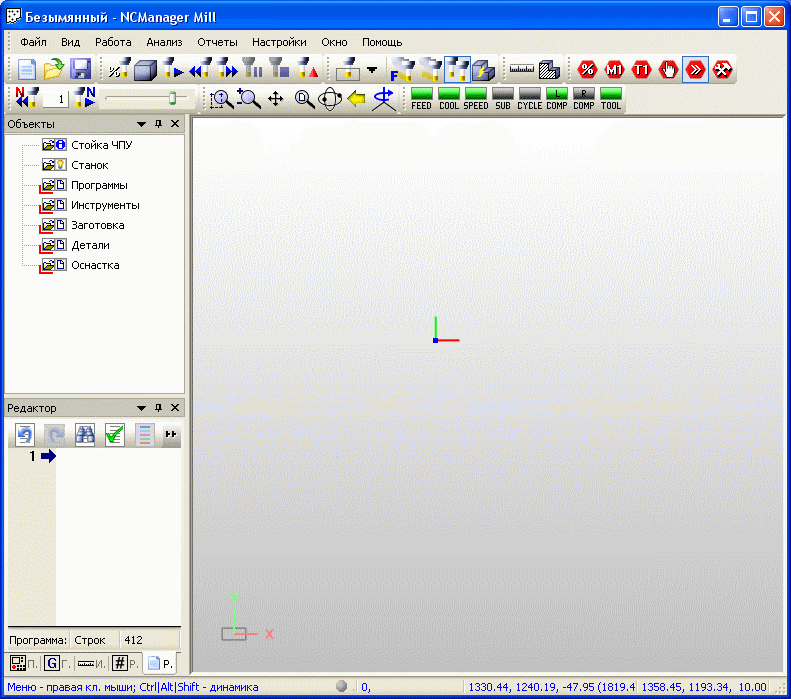 Безымянный - NCManager Mill
Файл Вид Работа Анализ Отчеты Настройки Окно Помощь
% M1 T1
N 1 N FEED COOL SPEED SUB CYCLE L COMP R COMP TOOL
Объекты
Стойка ЧПУ
Станок
Программы
Инструменты
Заготовка
Детали
Оснастка
Редактор
1
Y
X
Программа: Строк 412
П. G Г. И. # Р. Р.
Меню - правая кл. мыши; Ctrl|Alt|Shift - динамика 0, 1330.44, 1240.19, -47.95 (1819.4 1358.45, 1193.34, 10.00